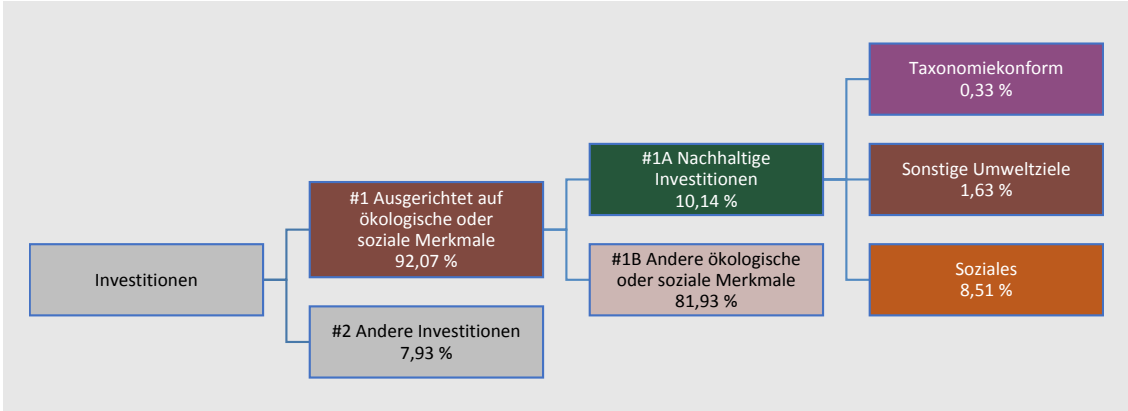 Investitionen
#1 Ausgerichtet auf
ökologische oder
soziale Merkmale
92,07 %
#2 Andere Investitionen
7,93 %
#1A Nachhaltige
Investitionen
10,14 %
#1B Andere ökologische
oder soziale Merkmale
81,93 %
Taxonomiekonform
0,33 %
Sonstige Umweltziele
1,63 %
Soziales
8,51 %